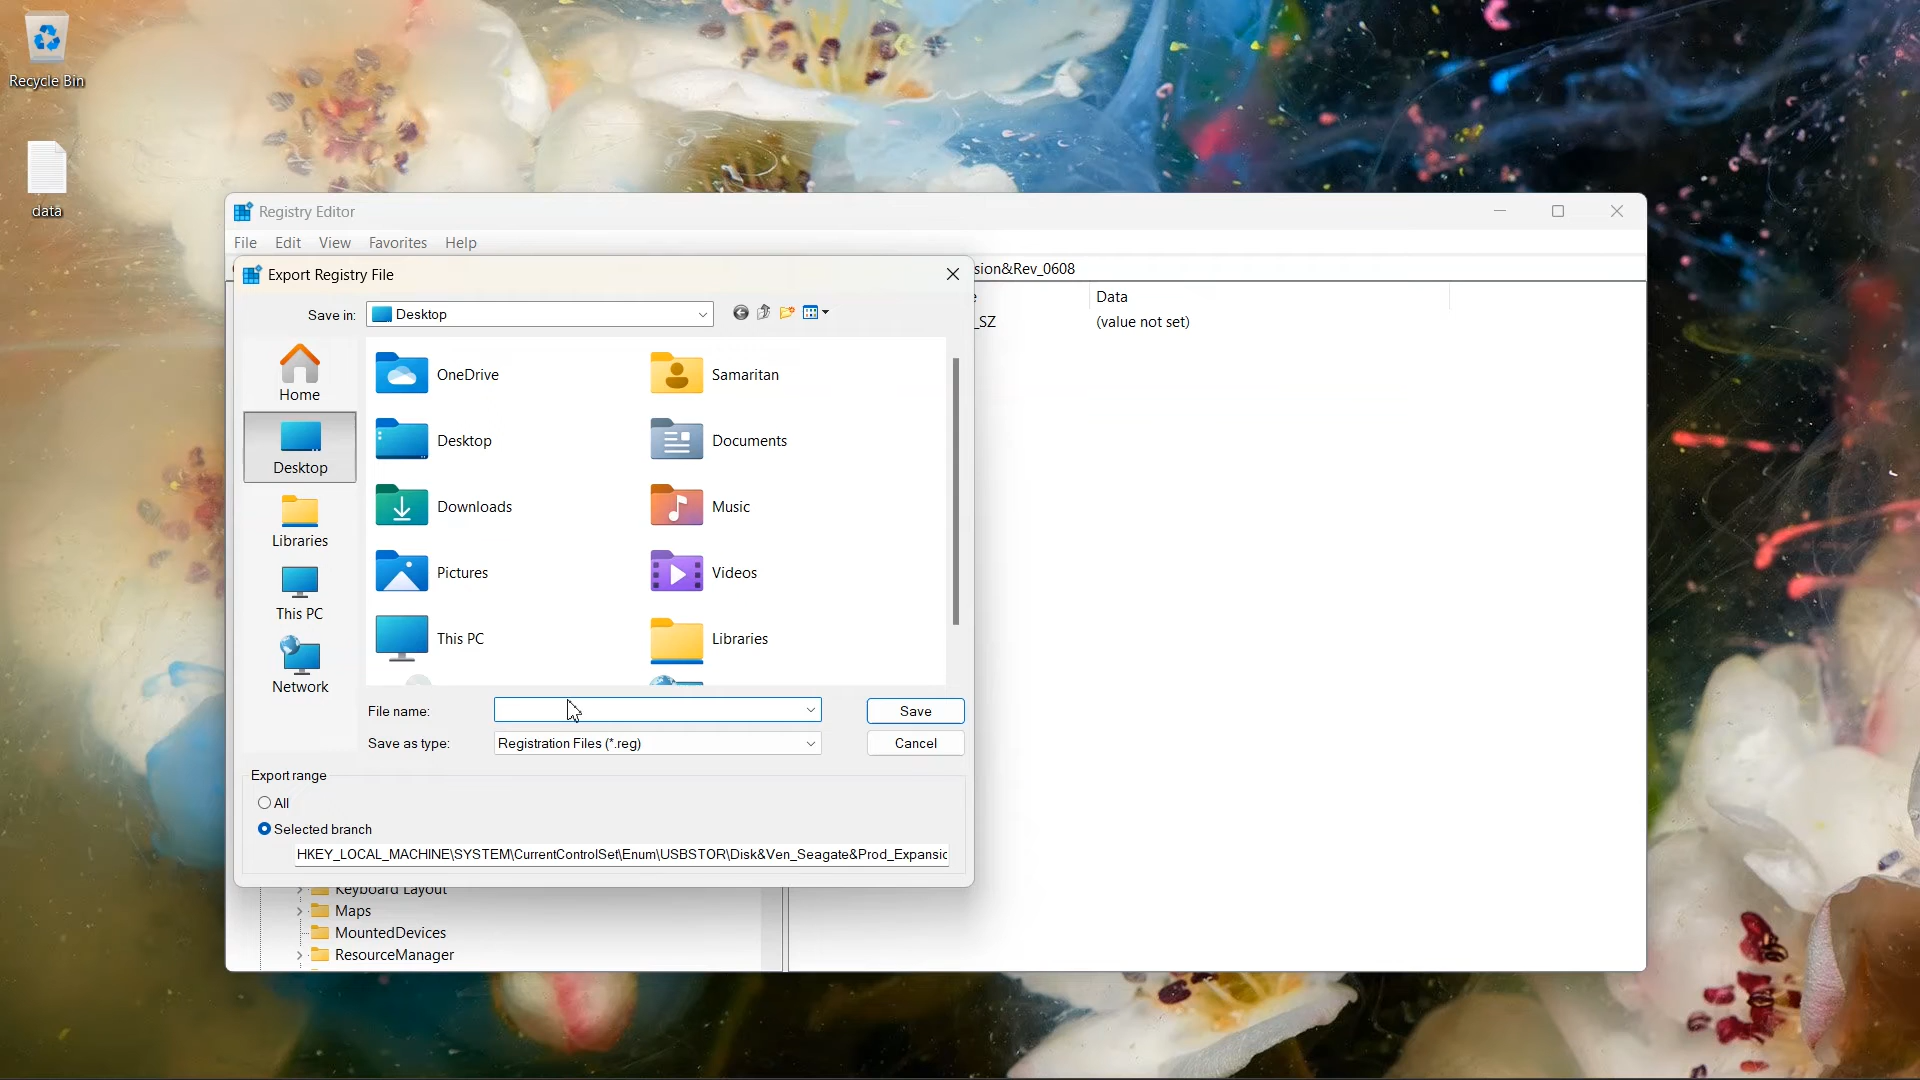 Recycle Bin
data
Registry Editor
File Edit View Favorites Help
sion&Rev_0608
Export Registry File
Save in: Desktop
Data
_SZ (value not set)
Home
Desktop
Libraries
This PC
Network
OneDrive Samaritan
Desktop Documents
Downloads Music
Pictures Videos
This PC Libraries
File name: Save
Save as type: Registration Files (*.reg) Cancel
Export range
All
Selected branch
HKEY_LOCAL_MACHINE\SYSTEM\CurrentControlSet\Enum\USBSTOR\Disk&Ven_Seagate&Prod_Expansic
Keyboard Layout
Maps
MountedDevices
ResourceManager